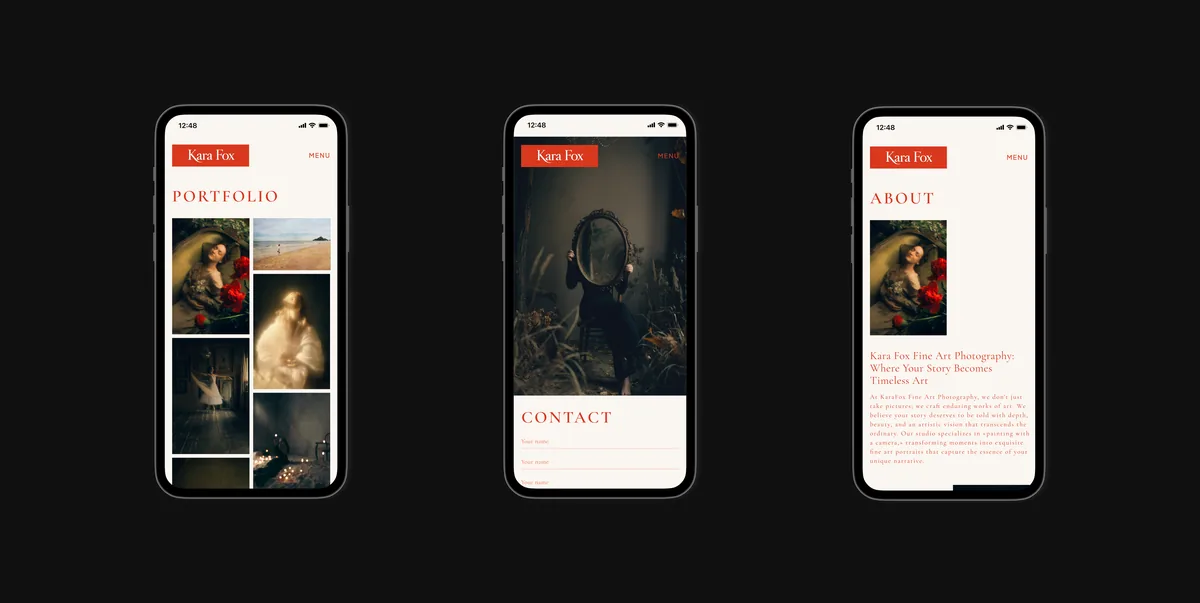 12:48
Kara Fox
MENU
PORTFOLIO
12:48
Kara Fox
MENU
CONTACT
Your name
Your name
Your name
12:48
Kara Fox
MENU
ABOUT
Kara Fox Fine Art Photography:
Where Your Story Becomes
Timeless Art
At KaraFox Fine Art Photography, we don't just
take pictures; we craft enduring works of art. We
believe your story deserves to be told with depth,
beauty, and an artistic vision that transcends the
ordinary. Our studio specializes in «painting with
a camera,» transforming moments into exquisite
fine art portraits that capture the essence of your
unique narrative.